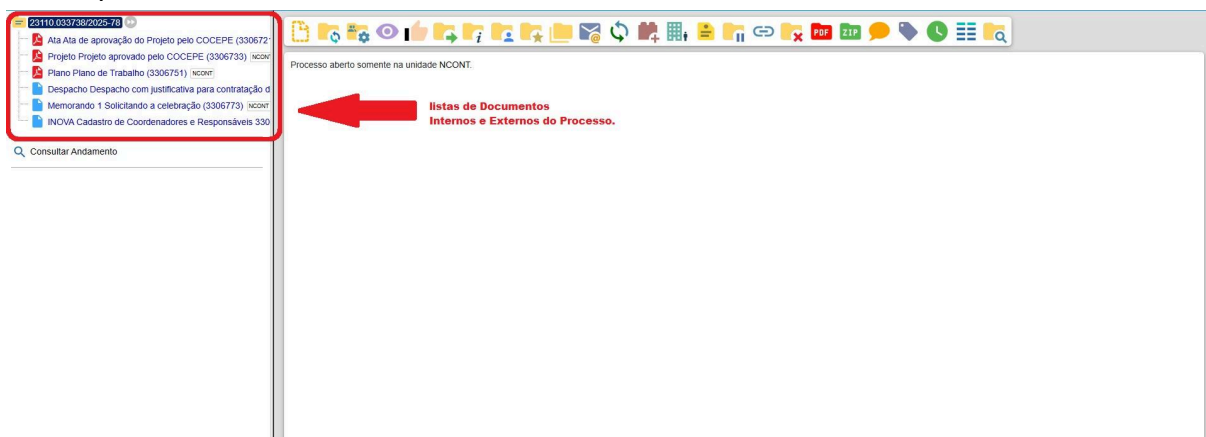 23110.033738/2025-78
Ata Ata de aprovação do Projeto pelo COCEPE (330672
Projeto Projeto aprovado pelo COCEPE (3306733) NCONT
Plano Plano de Trabalho (3306751) NCONT
Despacho Despacho com justificativa para contratação d
Memorando 1 Solicitando a celebração (3306773) NCONT
INOVA Cadastro de Coordenadores e Responsáveis 330
Consultar Andamento
i
PDF
ZIP
Processo aberto somente na unidade NCONT.
listas de Documentos
Internos e Externos do Processo.